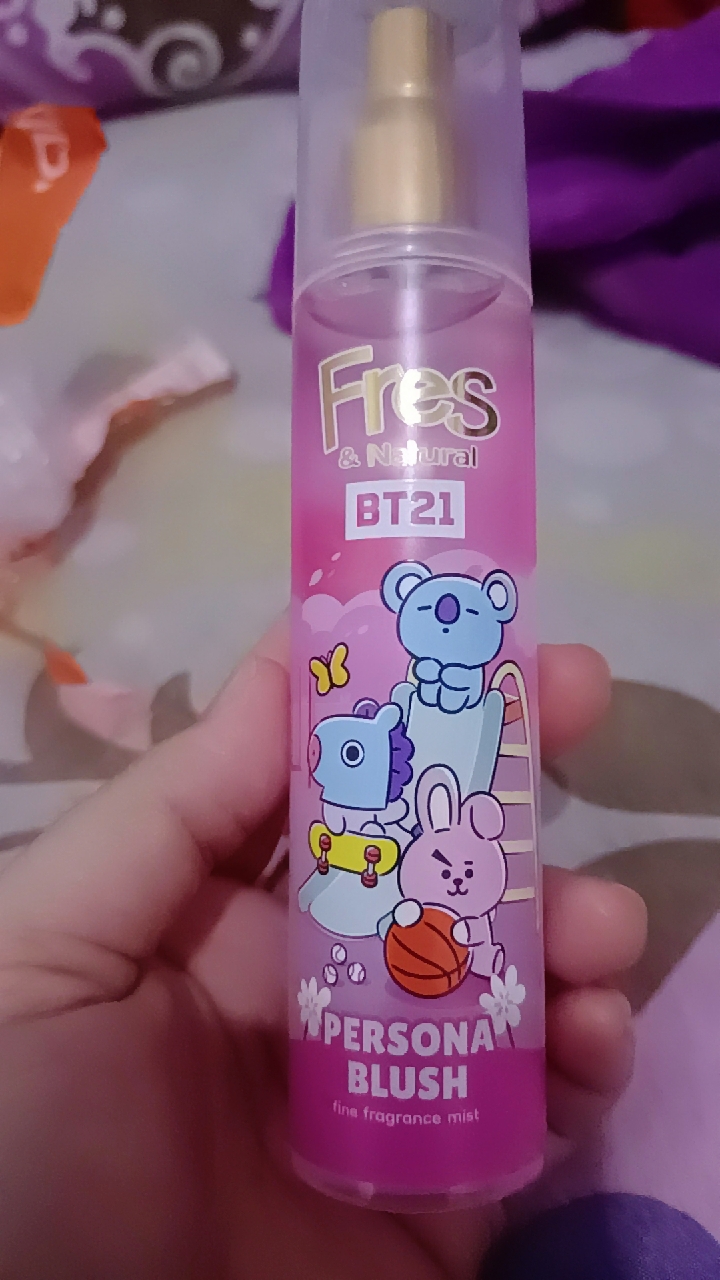 Fres
& Natural
BT21
PERSONA
BLUSH
fine fragrance mist